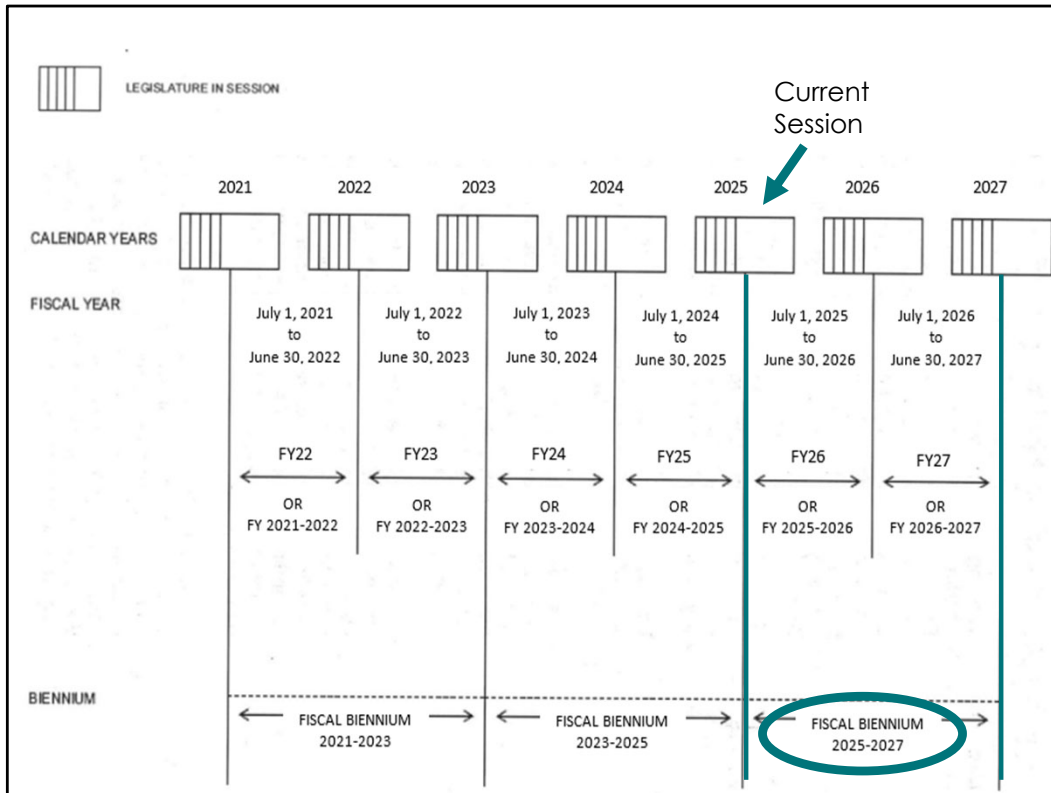 LEGISLATURE IN SESSION
Current
Session
2021 2022 2023 2024 2025 2026 2027
CALENDAR YEARS
FISCAL YEAR
July 1, 2021 July 1, 2022 July 1, 2023 July 1, 2024 July 1, 2025 July 1, 2026
to to to to to to
June 30, 2022 June 30, 2023 June 30, 2024 June 30, 2025 June 30, 2026 June 30, 2027
FY22 FY23 FY24 FY25 FY26 FY27
OR OR OR OR OR OR
FY 2021-2022 FY 2022-2023 FY 2023-2024 FY 2024-2025 FY 2025-2026 FY 2026-2027
BIENNIUM
FISCAL BIENNIUM FISCAL BIENNIUM FISCAL BIENNIUM
2021-2023 2023-2025 2025-2027